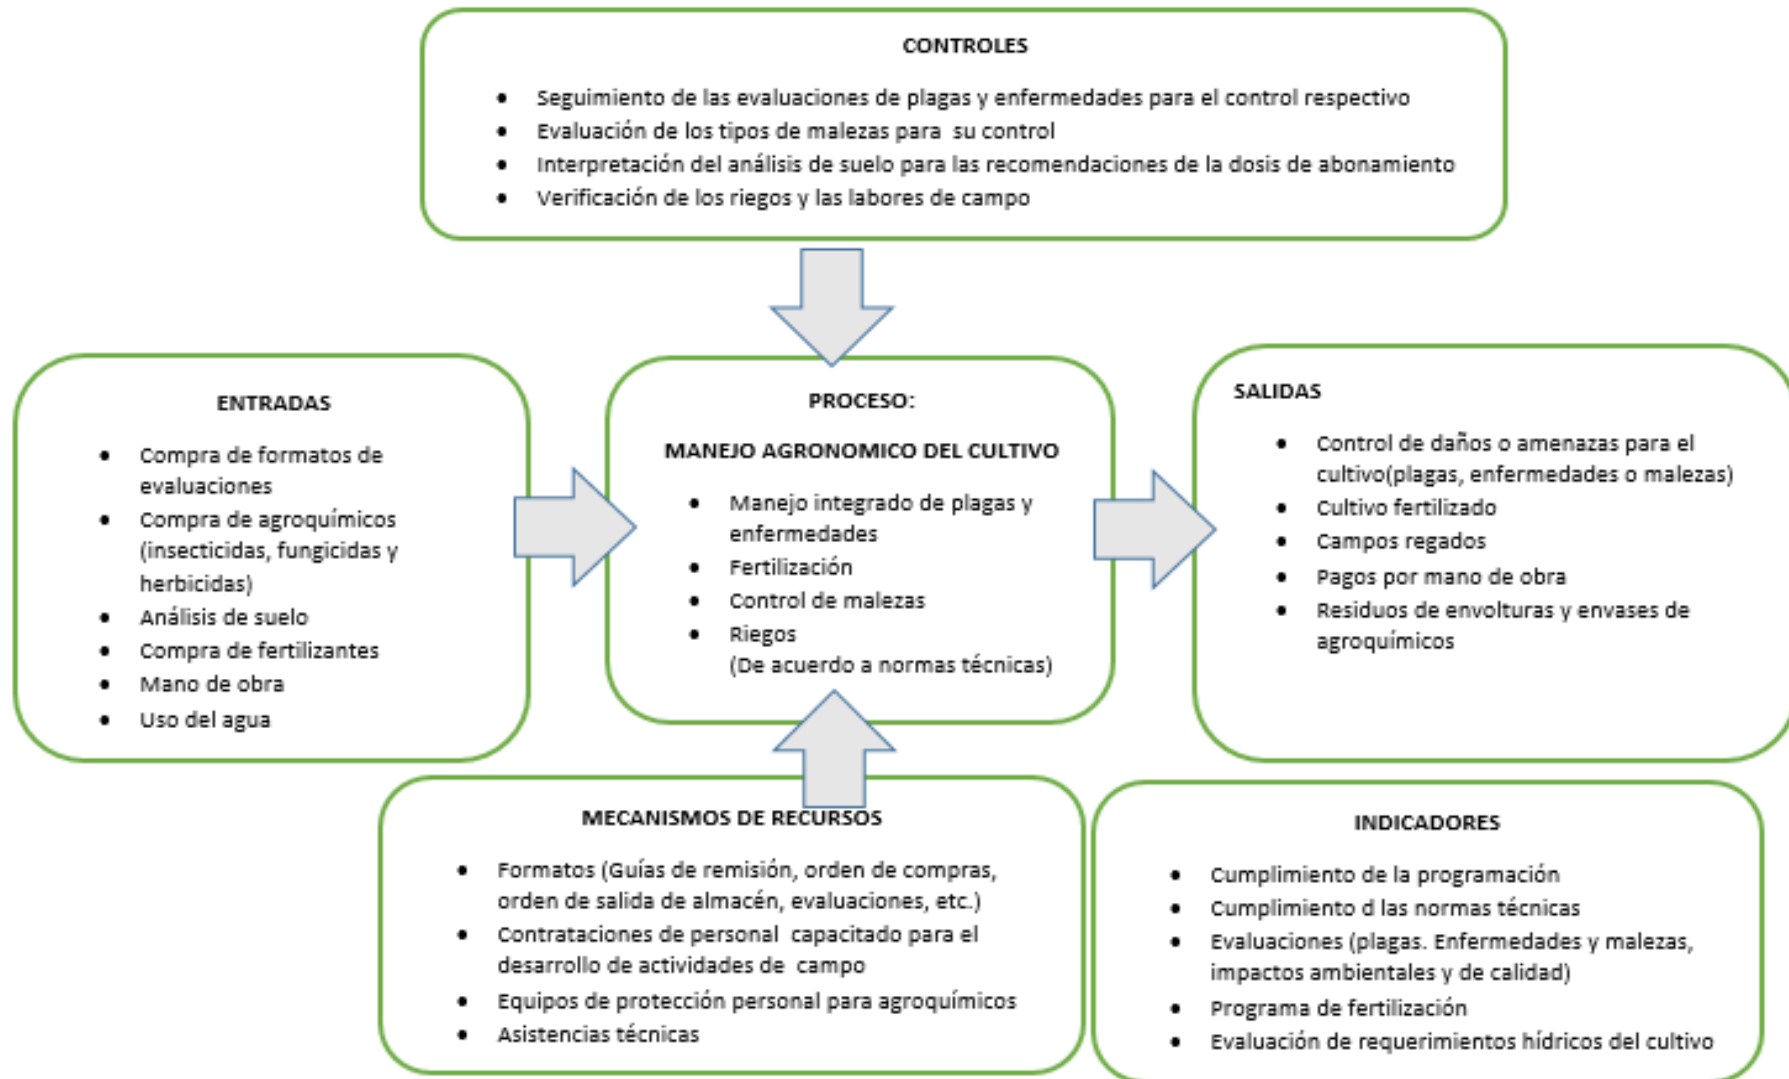 CONTROLES
• Seguimiento de las evaluaciones de plagas y enfermedades para el control respectivo
• Evaluación de los tipos de malezas para su control
• Interpretación del análisis de suelo para las recomendaciones de la dosis de abonamiento
• Verificación de los riegos y las labores de campo
ENTRADAS
• Compra de formatos de
evaluaciones
• Compra de agroquímicos
(insecticidas, fungicidas y
herbicidas)
• Análisis de suelo
• Compra de fertilizantes
• Mano de obra
• Uso del agua
PROCESO:
MANEJO AGRONOMICO DEL CULTIVO
• Manejo integrado de plagas y
enfermedades
• Fertilización
• Control de malezas
• Riegos
(De acuerdo a normas técnicas)
SALIDAS
• Control de daños o amenazas para el
cultivo(plagas, enfermedades o malezas)
• Cultivo fertilizado
• Campos regados
• Pagos por mano de obra
• Residuos de envolturas y envases de
agroquímicos
MECANISMOS DE RECURSOS
• Formatos (Guías de remisión, orden de compras,
orden de salida de almacén, evaluaciones, etc.)
• Contrataciones de personal capacitado para el
desarrollo de actividades de campo
• Equipos de protección personal para agroquímicos
• Asistencias técnicas
INDICADORES
• Cumplimiento de la programación
• Cumplimiento d las normas técnicas
• Evaluaciones (plagas. Enfermedades y malezas,
impactos ambientales y de calidad)
• Programa de fertilización
• Evaluación de requerimientos hídricos del cultivo